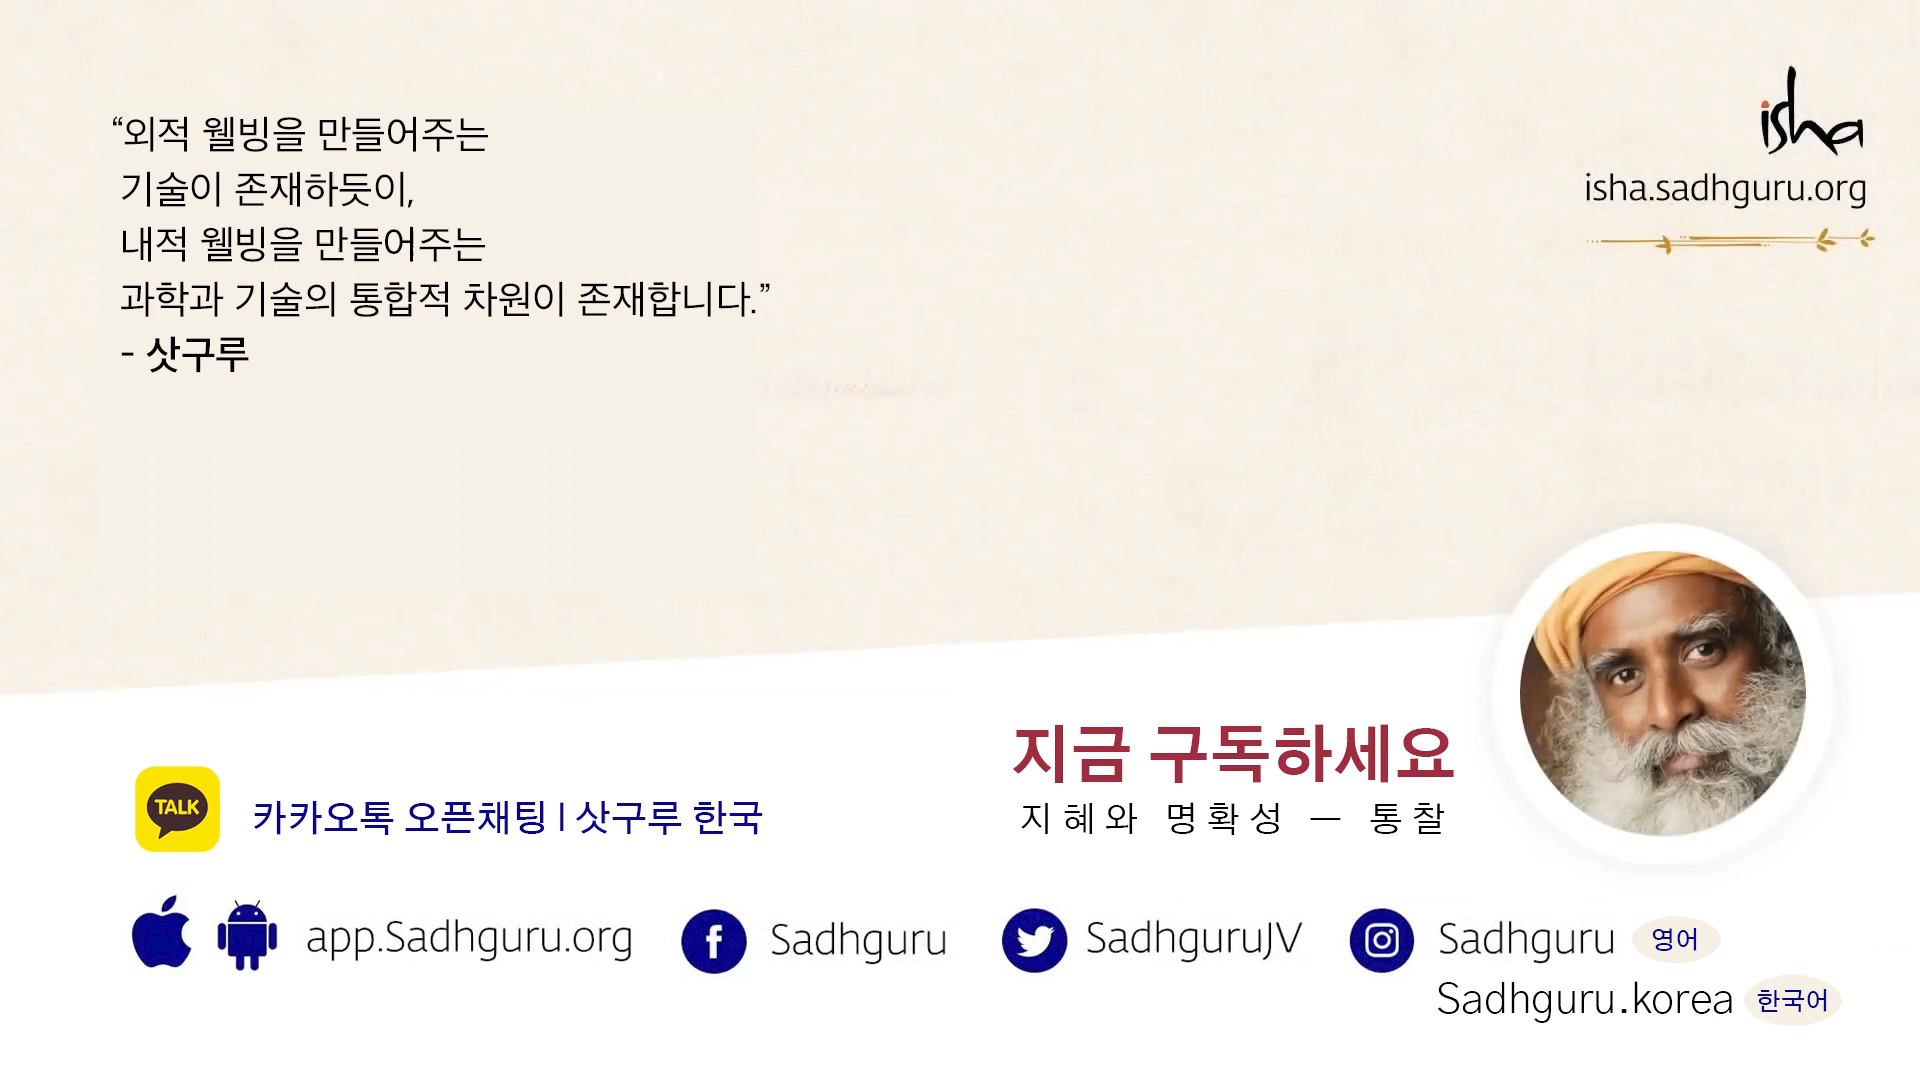 “외적 웰빙을 만들어주는
기술이 존재하듯이,
내적 웰빙을 만들어주는
과학과 기술의 통합적 차원이 존재합니다.”
- 삿구루
isha
isha.sadhguru.org
지금 구독하세요
지혜와 명확성 — 통찰
TALK
카카오톡 오픈채팅 | 삿구루 한국
app.Sadhguru.org
f Sadhguru
SadhguruJV
Sadhguru 영어
Sadhguru.korea 한국어